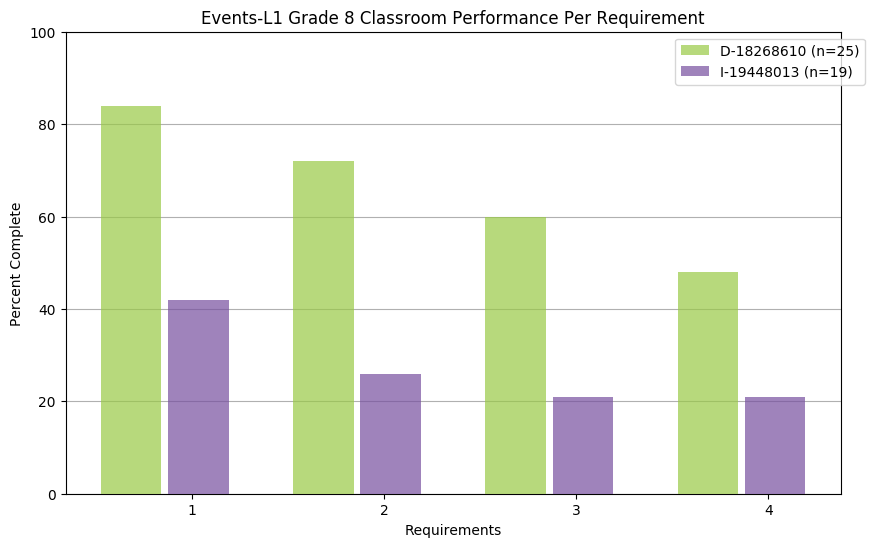 Events-L1 Grade 8 Classroom Performance Per Requirement
D-18268610 (n=25)
I-19448013 (n=19)
Percent Complete
100
80
60
40
20
0
1 2 3 4
Requirements